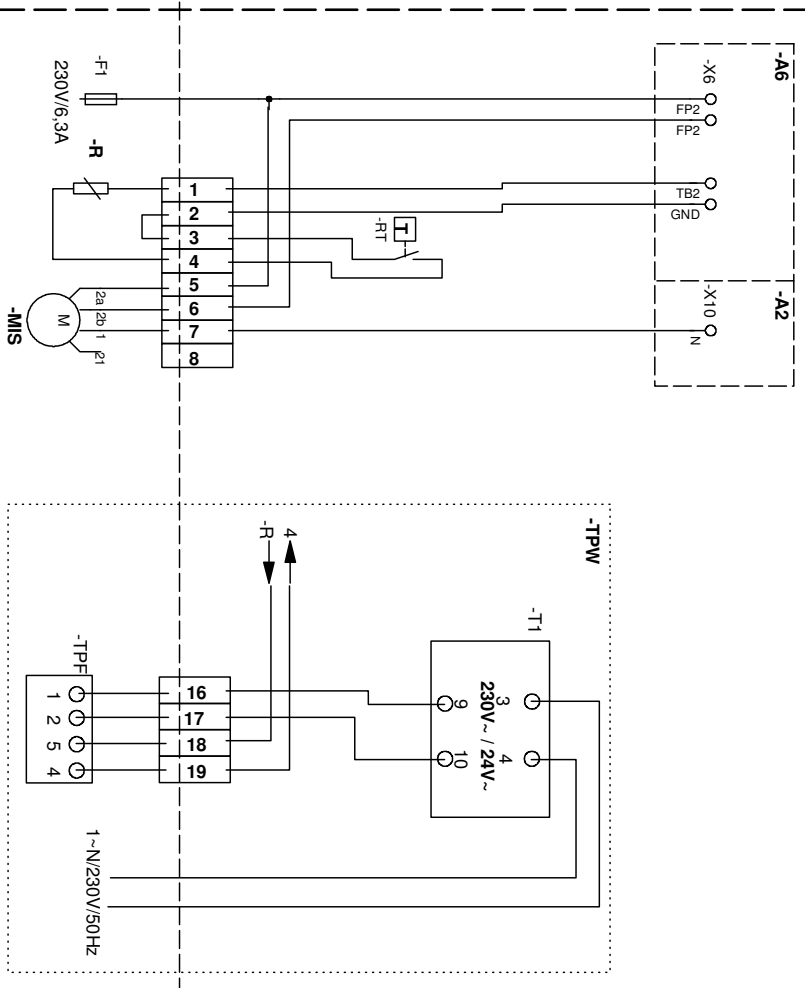 -A6
-X6
FP2
FP2
TB2
GND
-A2
-X10
N
-F1
230V/6,3A
-R
-RT
T
1
2
3
4
5
6
7
8
2a
2b
1
21
M
-MIS
-TPW
-T1
3
4
230V~ / 24V~
9
10
4
-R
16
17
18
19
-TPF
1
2
5
4
1~N/230V/50Hz